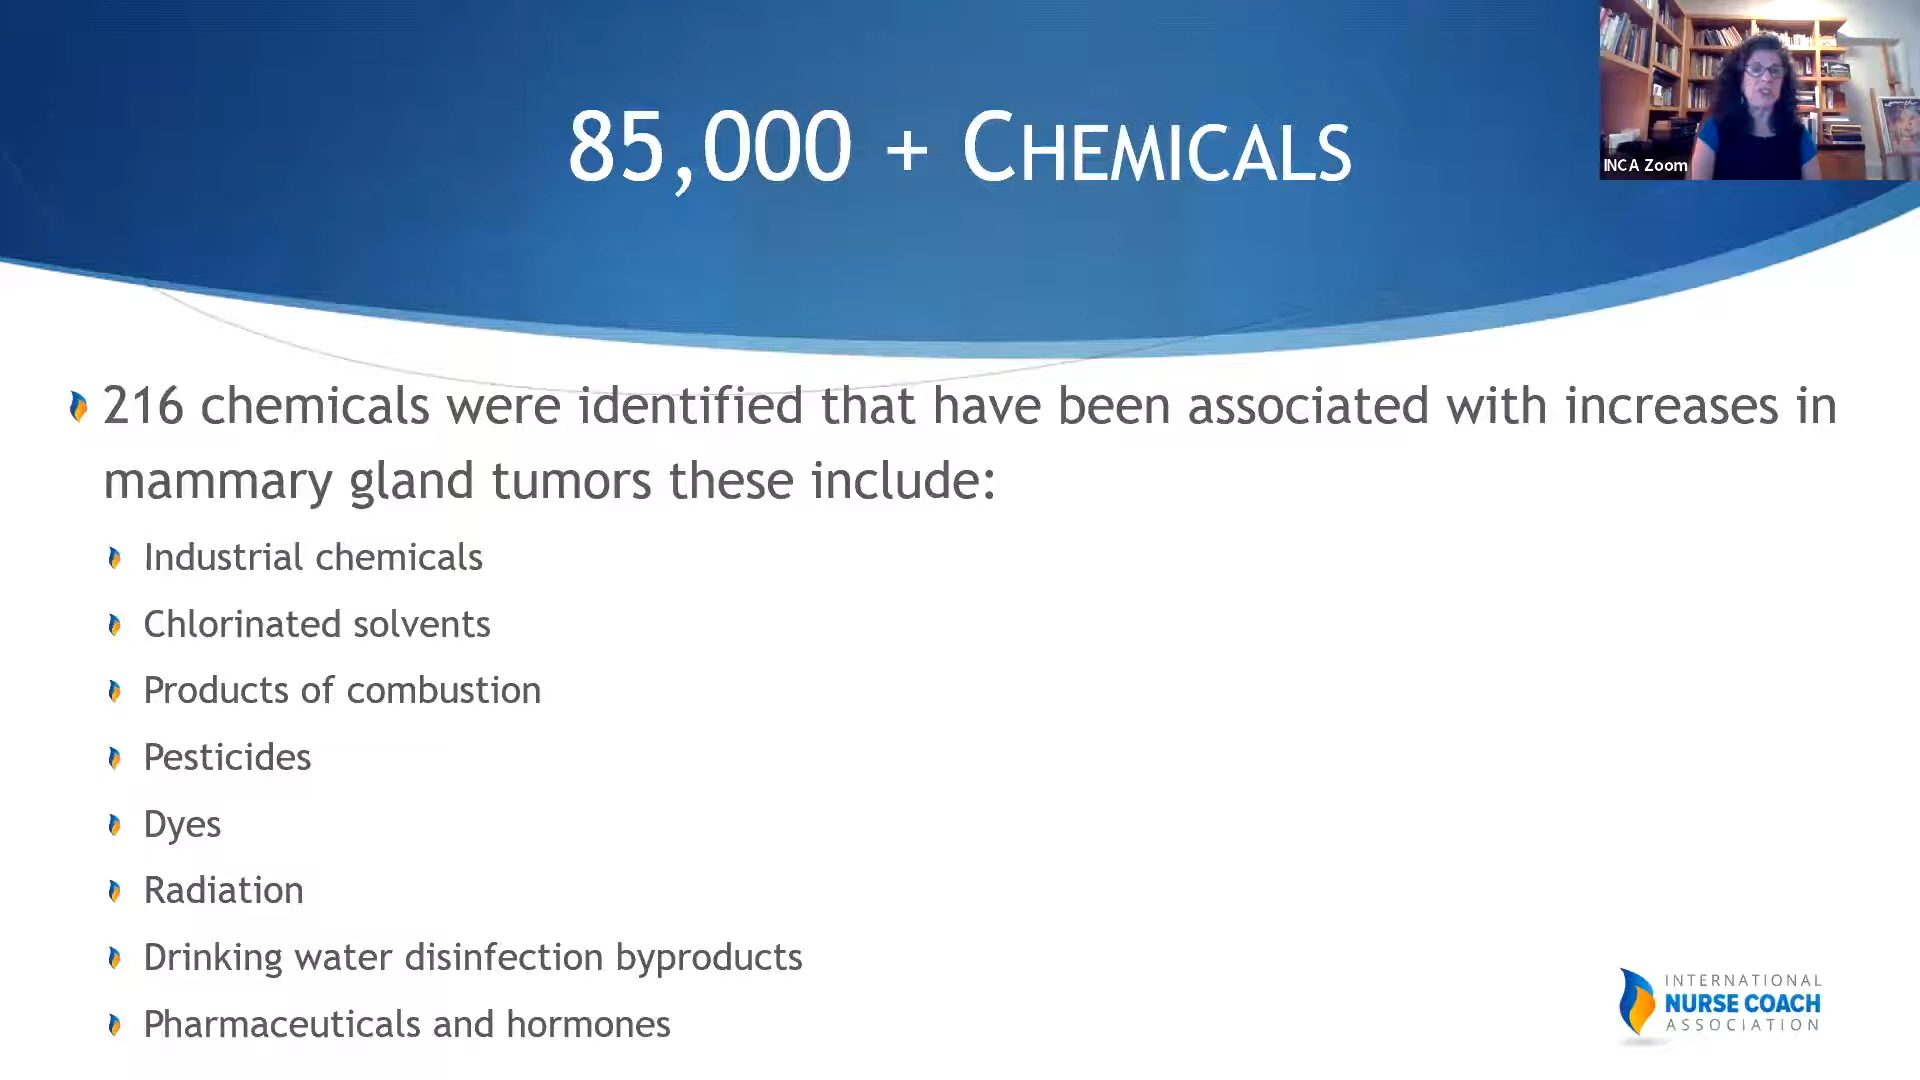 85,000 + CHEMICALS
INCA Zoom
216 chemicals were identified that have been associated with increases in
mammary gland tumors these include:
Industrial chemicals
Chlorinated solvents
Products of combustion
Pesticides
Dyes
Radiation
Drinking water disinfection byproducts
Pharmaceuticals and hormones
INTERNATIONAL
NURSE COACH
ASSOCIATION